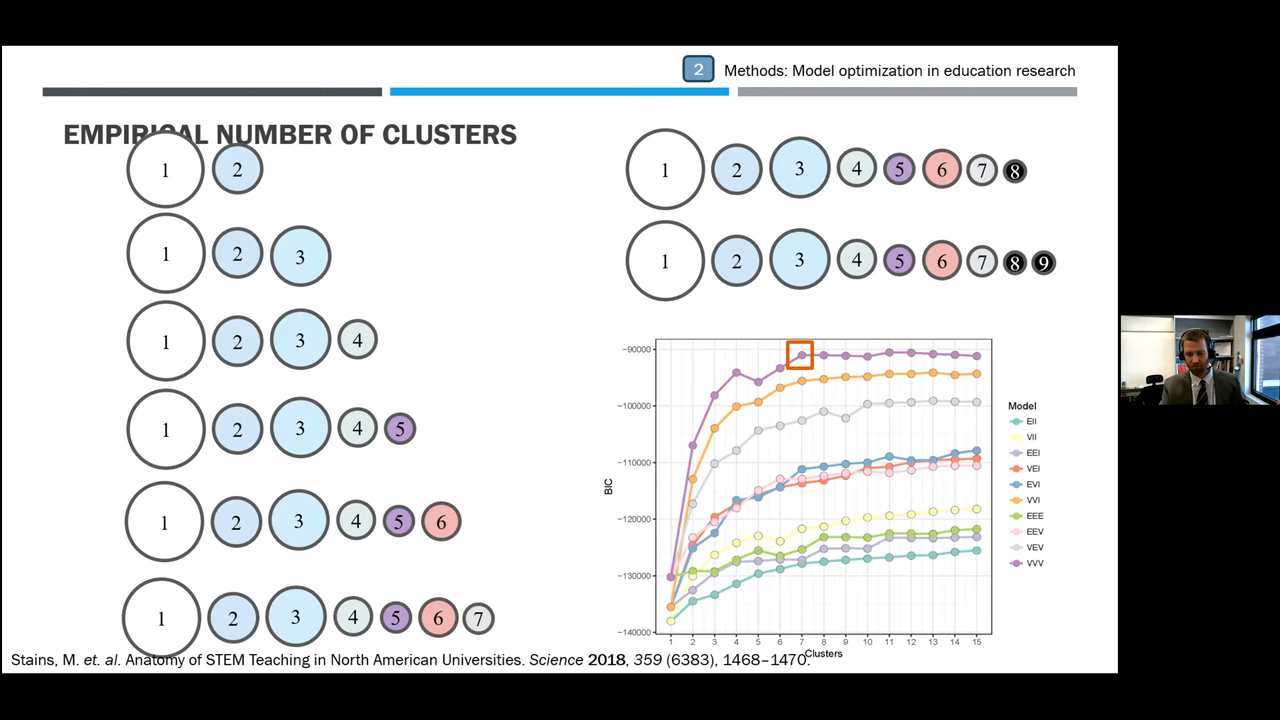 2 Methods: Model optimization in education research
EMPIRICAL NUMBER OF CLUSTERS
1 2
1 2 3
1 2 3 4
1 2 3 4 5
1 2 3 4 5 6
1 2 3 4 5 6 7
1 2 3 4 5 6 7 8
1 2 3 4 5 6 7 8 9
BIC
−90000
−100000
−110000
−120000
−130000
−140000
1 2 3 4 5 6 7 8 9 10 11 12 13 14 15
Clusters
Model
EII
VII
EEI
VEI
EVI
VVI
EEE
EEV
VEV
VVV
Stains, M. et. al. Anatomy of STEM Teaching in North American Universities. Science 2018, 359 (6383), 1468–1470.